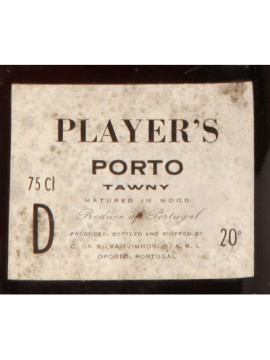 PLAYER'S
PORTO
TAWNY
75 Cl
MATURED IN WOOD
Produce of Portugal
D
PRODUCED, BOTTLED AND SHIPPED BY
20°
C. DA SILVA (VINHOS) S. A. R. L.
OPORTO, PORTUGAL